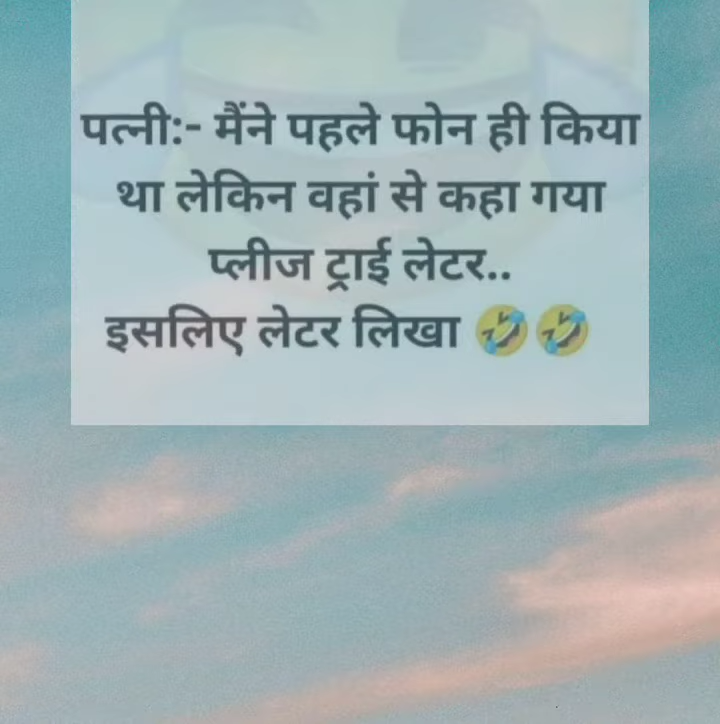 पत्नी:- मैंने पहले फोन ही किया
था लेकिन वहां से कहा गया
प्लीज ट्राई लेटर..
इसलिए लेटर लिखा 🤣🤣